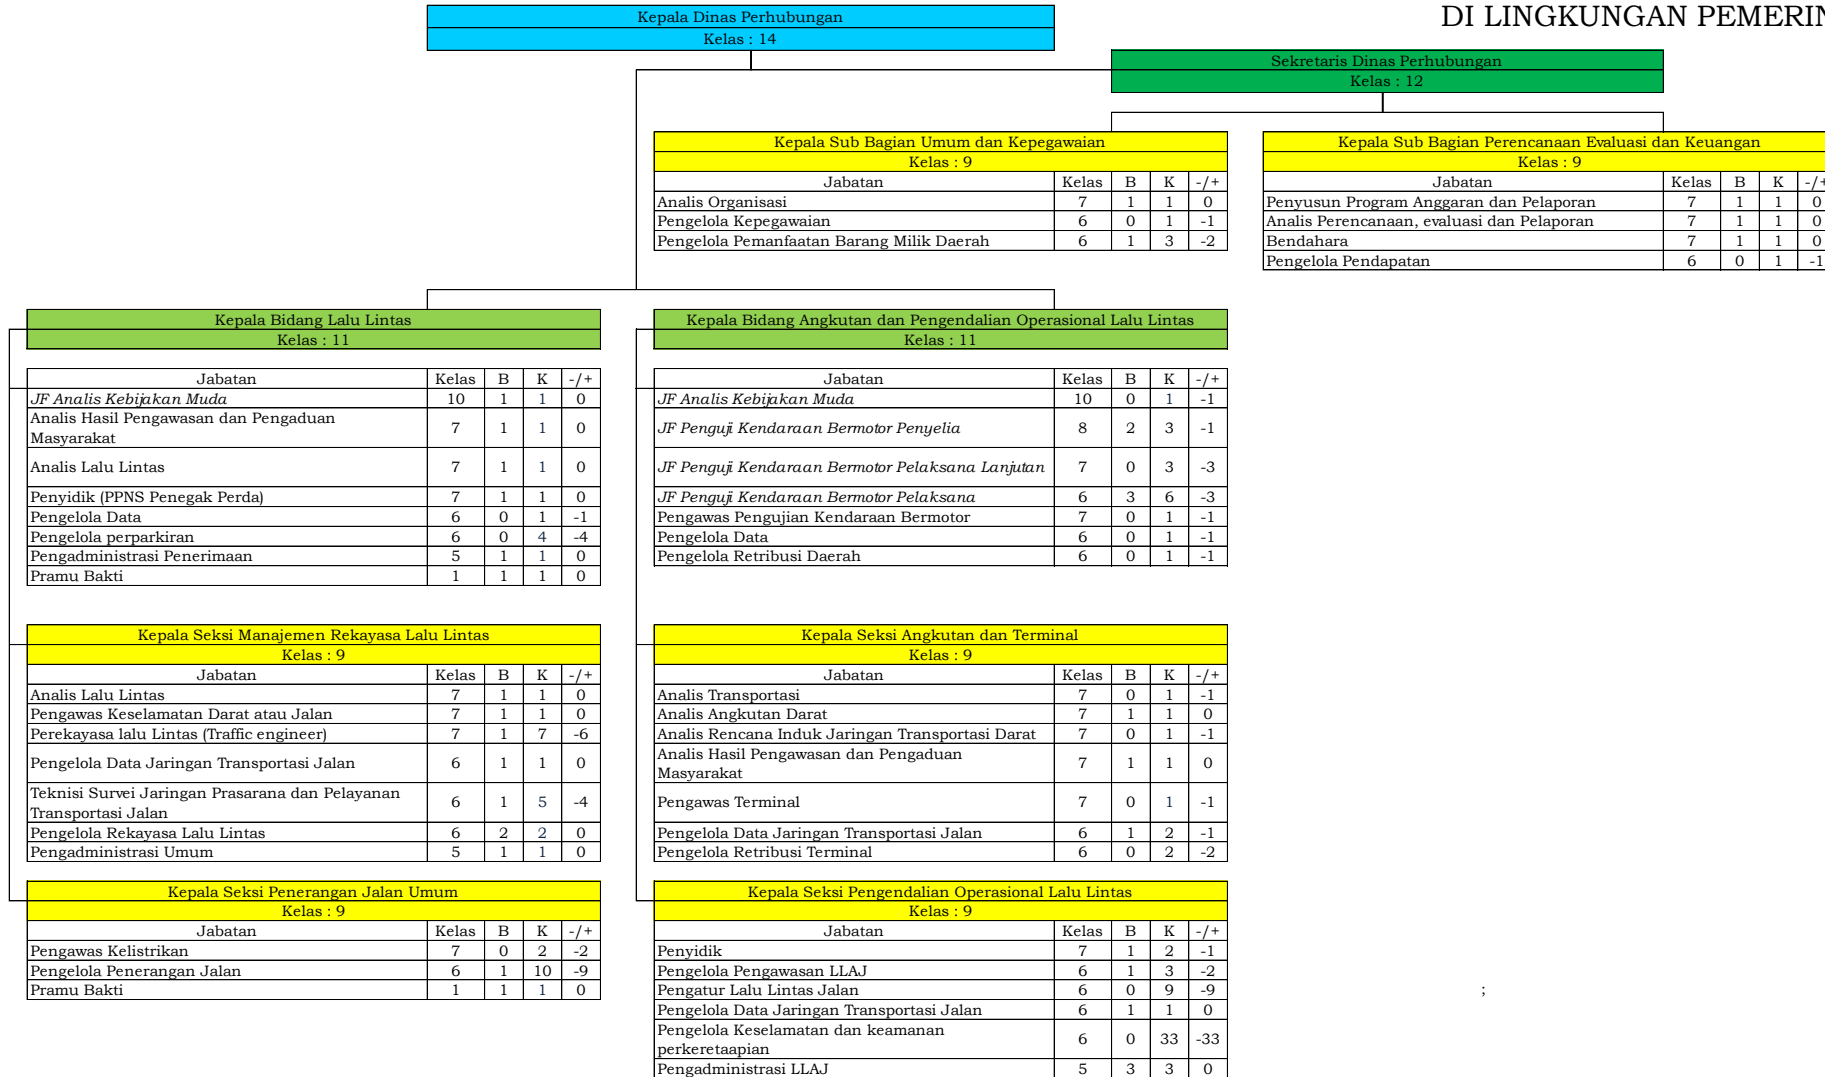 DI LINGKUNGAN PEMERIN
Kepala Dinas Perhubungan
Kelas : 14
Sekretaris Dinas Perhubungan
Kelas : 12
Kepala Sub Bagian Umum dan Kepegawaian
Kelas : 9
Jabatan Kelas B K -/+
Analis Organisasi 7 1 1 0
Pengelola Kepegawaian 6 0 1 -1
Pengelola Pemanfaatan Barang Milik Daerah 6 1 3 -2
Kepala Sub Bagian Perencanaan Evaluasi dan Keuangan
Kelas : 9
Jabatan Kelas B K -/+
Penyusun Program Anggaran dan Pelaporan 7 1 1 0
Analis Perencanaan, evaluasi dan Pelaporan 7 1 1 0
Bendahara 7 1 1 0
Pengelola Pendapatan 6 0 1 -1
Kepala Bidang Lalu Lintas
Kelas : 11
Jabatan Kelas B K -/+
JF Analis Kebijakan Muda 10 1 1 0
Analis Hasil Pengawasan dan Pengaduan
Masyarakat 7 1 1 0
Analis Lalu Lintas 7 1 1 0
Penyidik (PPNS Penegak Perda) 7 1 1 0
Pengelola Data 6 0 1 -1
Pengelola perparkiran 6 0 4 -4
Pengadministrasi Penerimaan 5 1 1 0
Pramu Bakti 1 1 1 0
Kepala Bidang Angkutan dan Pengendalian Operasional Lalu Lintas
Kelas : 11
Jabatan Kelas B K -/+
JF Analis Kebijakan Muda 10 0 1 -1
JF Penguji Kendaraan Bermotor Penyelia 8 2 3 -1
JF Penguji Kendaraan Bermotor Pelaksana Lanjutan 7 0 3 -3
JF Penguji Kendaraan Bermotor Pelaksana 6 3 6 -3
Pengawas Pengujian Kendaraan Bermotor 7 0 1 -1
Pengelola Data 6 0 1 -1
Pengelola Retribusi Daerah 6 0 1 -1
Kepala Seksi Manajemen Rekayasa Lalu Lintas
Kelas : 9
Jabatan Kelas B K -/+
Analis Lalu Lintas 7 1 1 0
Pengawas Keselamatan Darat atau Jalan 7 1 1 0
Perekayasa lalu Lintas (Traffic engineer) 7 1 7 -6
Pengelola Data Jaringan Transportasi Jalan 6 1 1 0
Teknisi Survei Jaringan Prasarana dan Pelayanan
Transportasi Jalan 6 1 5 -4
Pengelola Rekayasa Lalu Lintas 6 2 2 0
Pengadministrasi Umum 5 1 1 0
Kepala Seksi Angkutan dan Terminal
Kelas : 9
Jabatan Kelas B K -/+
Analis Transportasi 7 0 1 -1
Analis Angkutan Darat 7 1 1 0
Analis Rencana Induk Jaringan Transportasi Darat 7 0 1 -1
Analis Hasil Pengawasan dan Pengaduan
Masyarakat 7 1 1 0
Pengawas Terminal 7 0 1 -1
Pengelola Data Jaringan Transportasi Jalan 6 1 2 -1
Pengelola Retribusi Terminal 6 0 2 -2
Kepala Seksi Penerangan Jalan Umum
Kelas : 9
Jabatan Kelas B K -/+
Pengawas Kelistrikan 7 0 2 -2
Pengelola Penerangan Jalan 6 1 10 -9
Pramu Bakti 1 1 1 0
Kepala Seksi Pengendalian Operasional Lalu Lintas
Kelas : 9
Jabatan Kelas B K -/+
Penyidik 7 1 2 -1
Pengelola Pengawasan LLAJ 6 1 3 -2
Pengatur Lalu Lintas Jalan 6 0 9 -9
Pengelola Data Jaringan Transportasi Jalan 6 1 1 0
Pengelola Keselamatan dan keamanan
perkeretaapian 6 0 33 -33
Pengadministrasi LLAJ 5 3 3 0
;